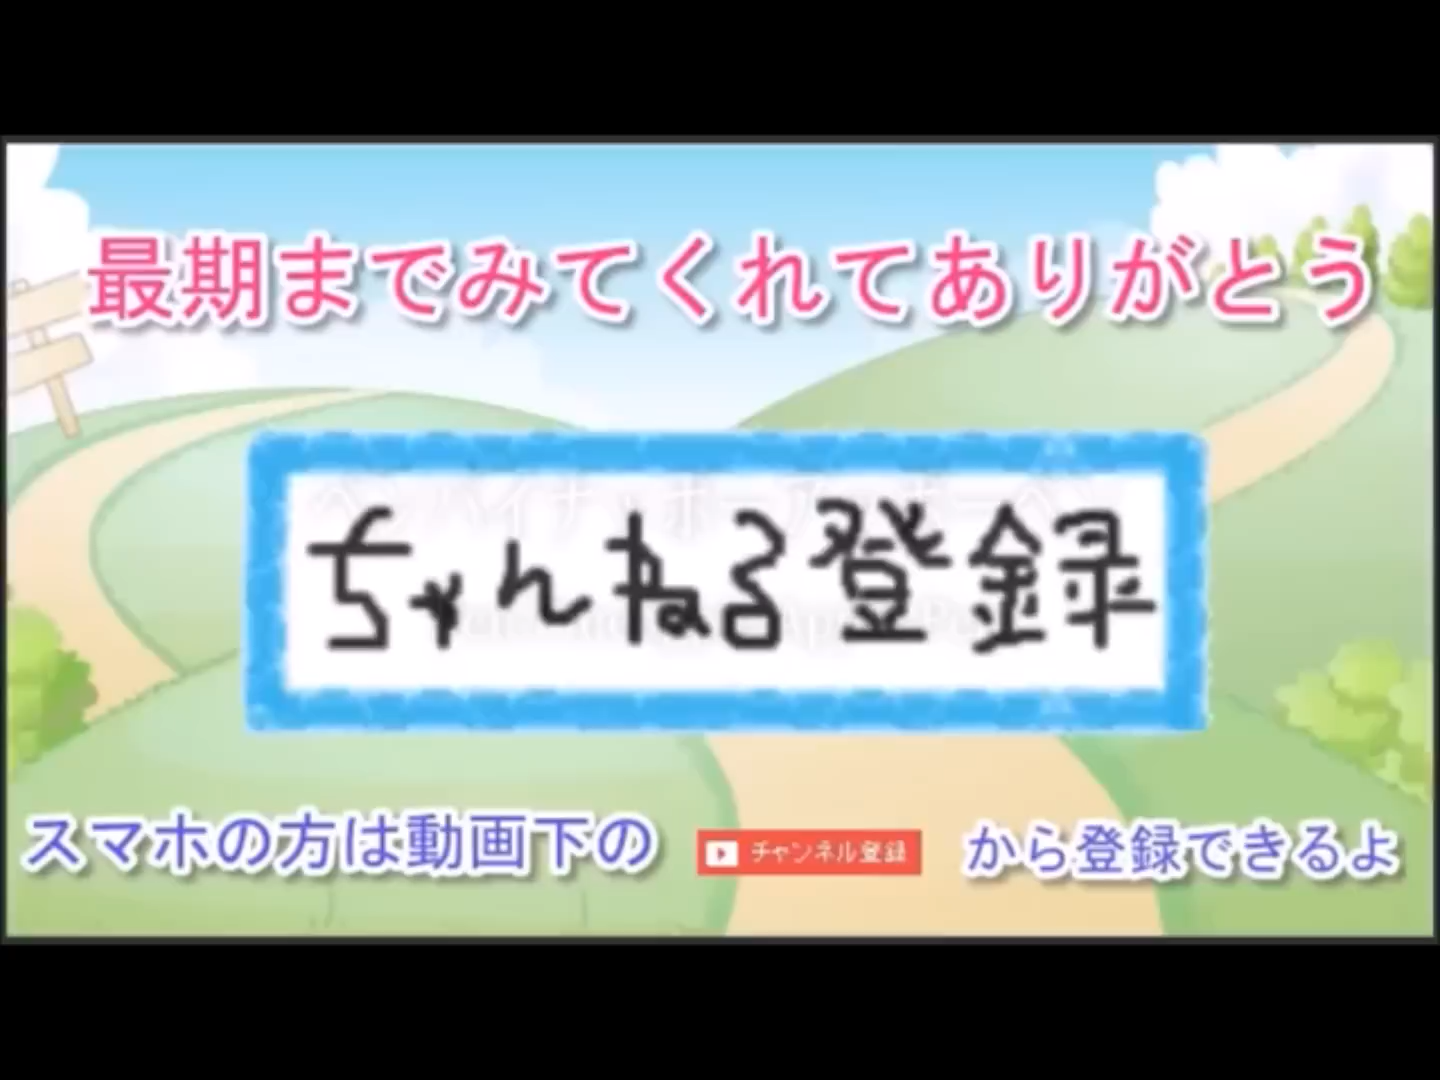 最期までみてくれてありがとう
ちゃんねる登録
スマホの方は動画下の チャンネル登録 から登録できるよ